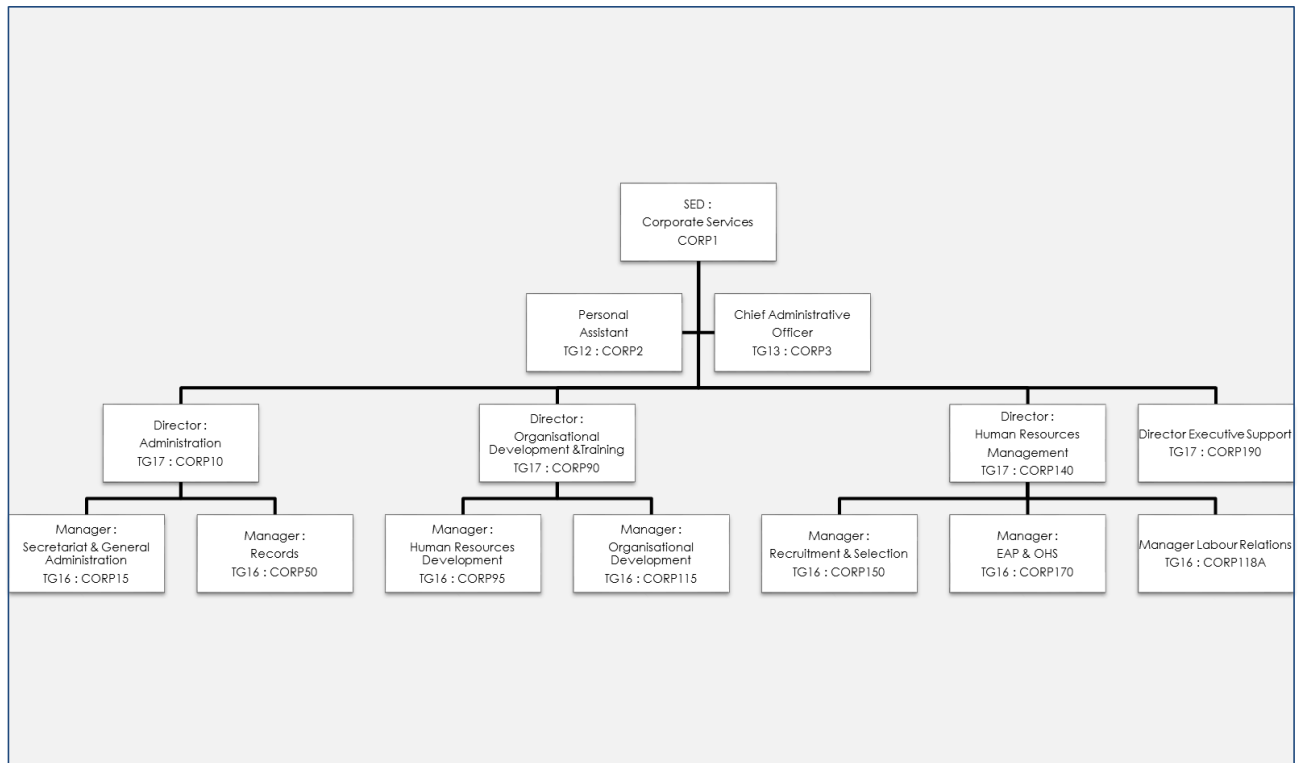 SED :
Corporate Services
CORP1
Personal
Assistant
TG12 : CORP2
Chief Administrative
Officer
TG13 : CORP3
Director :
Administration
TG17 : CORP10
Director :
Organisational
Development &Training
TG17 : CORP90
Director :
Human Resources
Management
TG17 : CORP140
Director Executive Support
TG17 : CORP190
Manager :
Secretariat & General
Administration
TG16 : CORP15
Manager :
Records
TG16 : CORP50
Manager :
Human Resources
Development
TG16 : CORP95
Manager :
Organisational
Development
TG16 : CORP115
Manager :
Recruitment & Selection
TG16 : CORP150
Manager :
EAP & OHS
TG16 : CORP170
Manager Labour Relations
TG16 : CORP118A